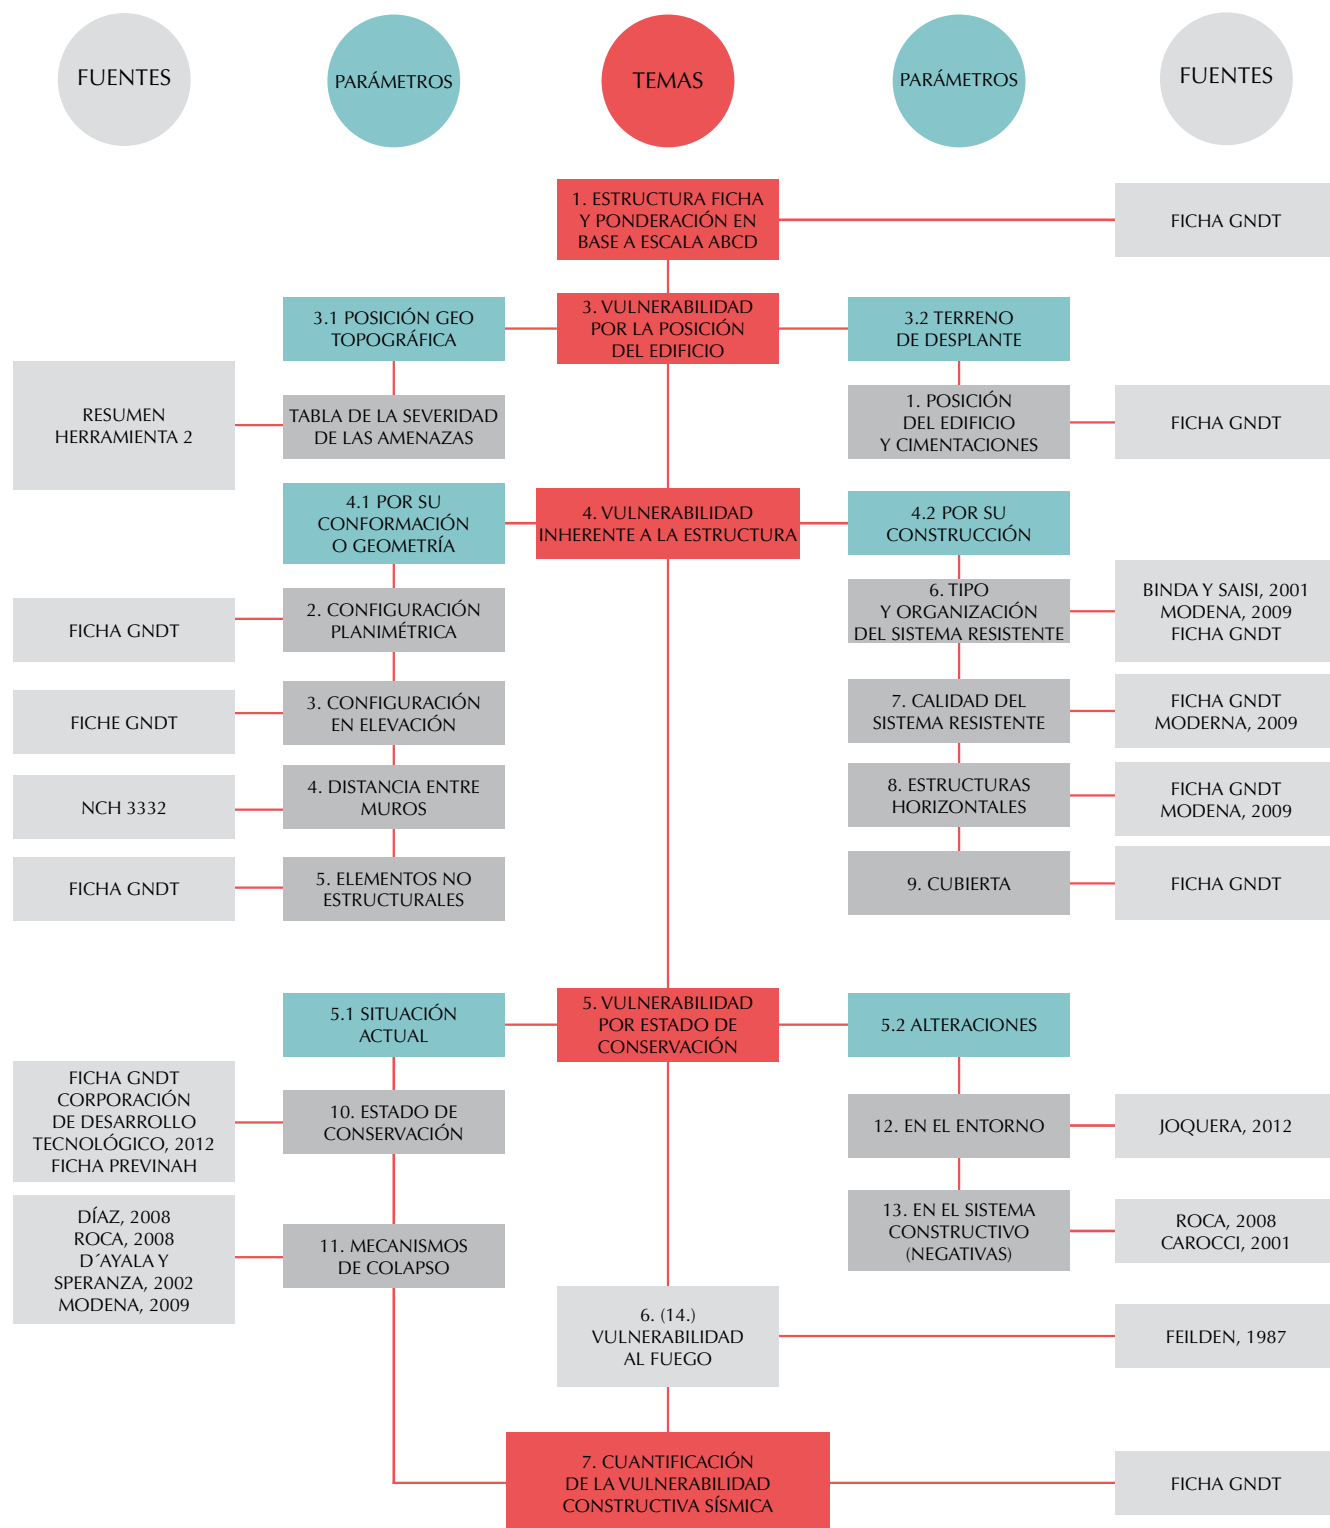 FUENTES
PARÁMETROS
TEMAS
PARÁMETROS
FUENTES
1. ESTRUCTURA FICHA
Y PONDERACIÓN EN
BASE A ESCALA ABCD
FICHA GNDT
3.1 POSICIÓN GEO
TOPOGRÁFICA
3. VULNERABILIDAD
POR LA POSICIÓN
DEL EDIFICIO
3.2 TERRENO
DE DESPLANTE
RESUMEN
HERRAMIENTA 2
TABLA DE LA SEVERIDAD
DE LAS AMENAZAS
1. POSICIÓN
DEL EDIFICIO
Y CIMENTACIONES
FICHA GNDT
4.1 POR SU
CONFORMACIÓN
O GEOMETRÍA
4. VULNERABILIDAD
INHERENTE A LA ESTRUCTURA
4.2 POR SU
CONSTRUCCIÓN
FICHA GNDT
2. CONFIGURACIÓN
PLANIMÉTRICA
6. TIPO
Y ORGANIZACIÓN
DEL SISTEMA RESISTENTE
BINDA Y SAISI, 2001
MODENA, 2009
FICHA GNDT
FICHE GNDT
3. CONFIGURACIÓN
EN ELEVACIÓN
7. CALIDAD DEL
SISTEMA RESISTENTE
FICHA GNDT
MODERNA, 2009
NCH 3332
4. DISTANCIA ENTRE
MUROS
8. ESTRUCTURAS
HORIZONTALES
FICHA GNDT
MODENA, 2009
FICHA GNDT
5. ELEMENTOS NO
ESTRUCTURALES
9. CUBIERTA
FICHA GNDT
5.1 SITUACIÓN
ACTUAL
5. VULNERABILIDAD
POR ESTADO DE
CONSERVACIÓN
5.2 ALTERACIONES
FICHA GNDT
CORPORACIÓN
DE DESARROLLO
TECNOLÓGICO, 2012
FICHA PREVINAH
10. ESTADO DE
CONSERVACIÓN
12. EN EL ENTORNO
JOQUERA, 2012
DÍAZ, 2008
ROCA, 2008
D´AYALA Y
SPERANZA, 2002
MODENA, 2009
11. MECANISMOS
DE COLAPSO
13. EN EL SISTEMA
CONSTRUCTIVO
(NEGATIVAS)
ROCA, 2008
CAROCCI, 2001
6. (14.)
VULNERABILIDAD
AL FUEGO
FEILDEN, 1987
7. CUANTIFICACIÓN
DE LA VULNERABILIDAD
CONSTRUCTIVA SÍSMICA
FICHA GNDT